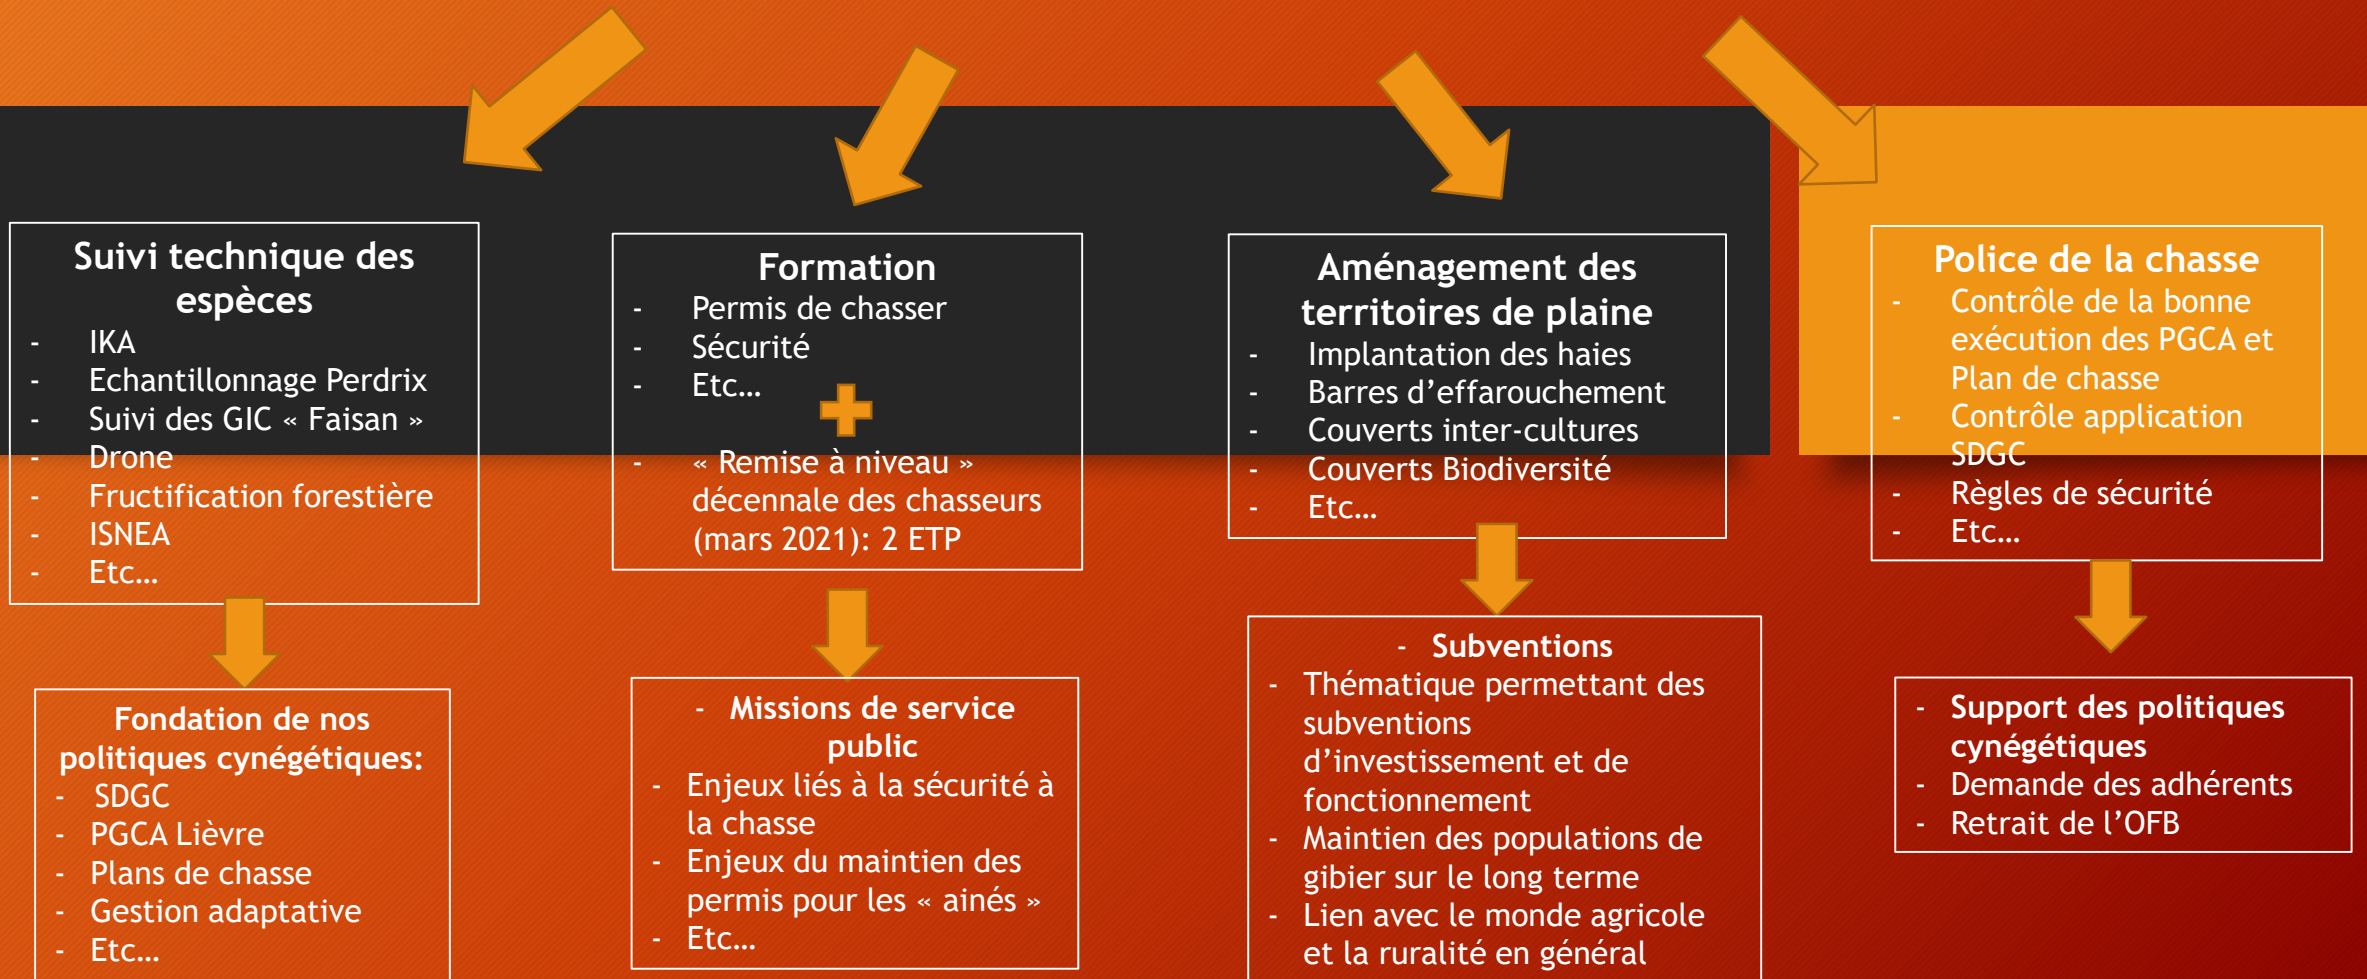 Suivi technique des
espèces
- IKA
- Echantillonnage Perdrix
- Suivi des GIC « Faisan »
- Drone
- Fructification forestière
- ISNEA
- Etc…
Fondation de nos
politiques cynégétiques:
- SDGC
- PGCA Lièvre
- Plans de chasse
- Gestion adaptative
- Etc…
Formation
- Permis de chasser
- Sécurité
- Etc…
- « Remise à niveau »
décennale des chasseurs
(mars 2021): 2 ETP
- Missions de service
public
- Enjeux liés à la sécurité à
la chasse
- Enjeux du maintien des
permis pour les « ainés »
- Etc…
Aménagement des
territoires de plaine
- Implantation des haies
- Barres d’effarouchement
- Couverts inter-cultures
- Couverts Biodiversité
- Etc…
- Subventions
- Thématique permettant des
subventions
d’investissement et de
fonctionnement
- Maintien des populations de
gibier sur le long terme
- Lien avec le monde agricole
et la ruralité en général
Police de la chasse
- Contrôle de la bonne
exécution des PGCA et
Plan de chasse
- Contrôle application
SDGC
- Règles de sécurité
- Etc…
- Support des politiques
cynégétiques
- Demande des adhérents
- Retrait de l’OFB